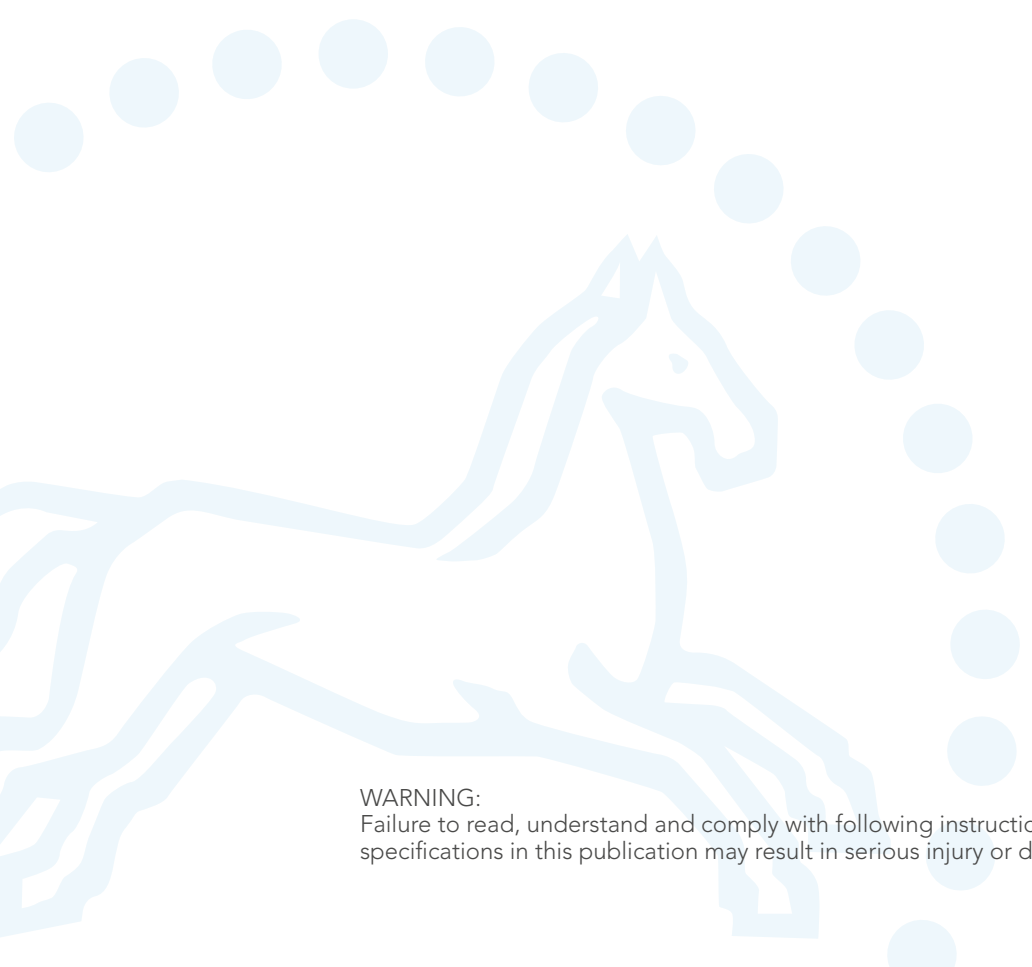 WARNING:
Failure to read, understand and comply with following
specifications in this publication may result in serious injury or